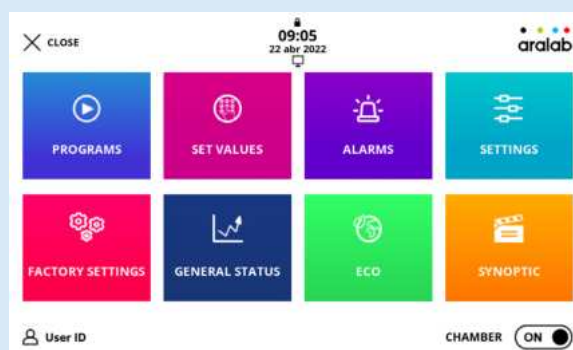 CLOSE
09:05
22 abr 2022
aralab
PROGRAMS
SET VALUES
ALARMS
SETTINGS
FACTORY SETTINGS
GENERAL STATUS
ECO
SYNOPTIC
User ID
CHAMBER
ON